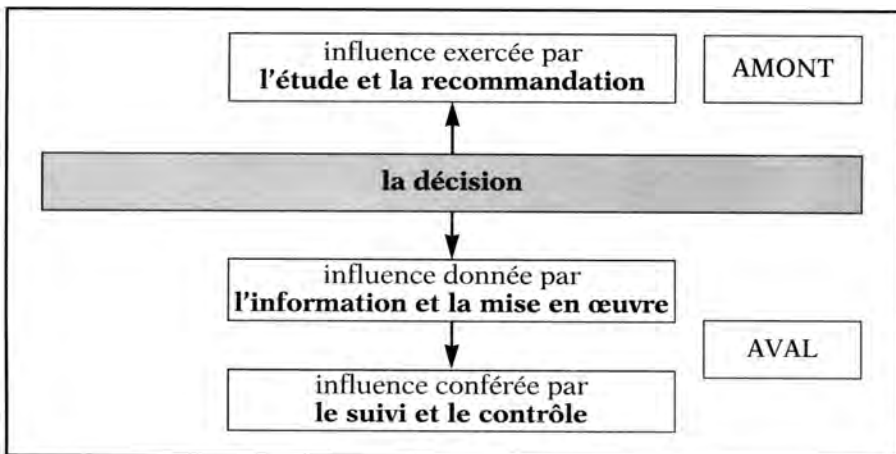 influence exercée par
l'étude et la recommandation
AMONT
la décision
influence donnée par
l'information et la mise en œuvre
AVAL
influence conférée par
le suivi et le contrôle